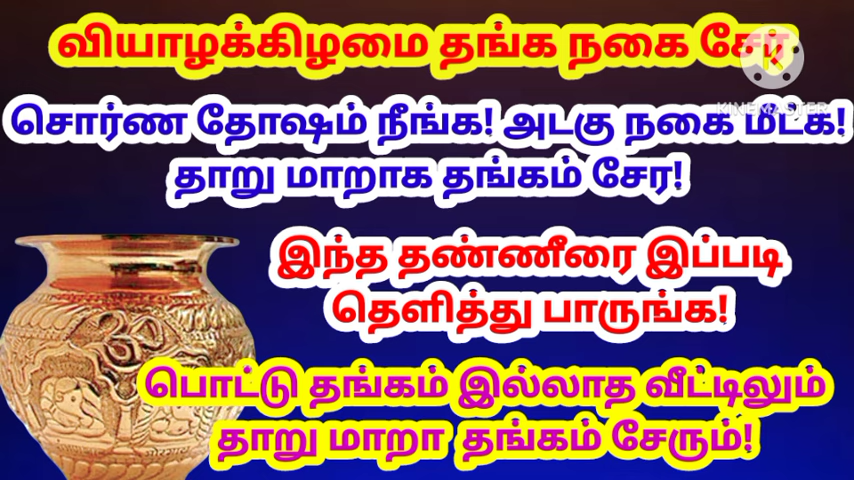 வியாழக்கிழமை தங்க நகை சேர
KINEMASTER
சொர்ண தோஷம் நீங்க! அடகு நகை மீட்க!
தாறு மாறாக தங்கம் சேர!
இந்த தண்ணீரை இப்படி
தெளித்து பாருங்க!
பொட்டு தங்கம் இல்லாத வீட்டிலும்
தாறு மாறா தங்கம் சேரும்!